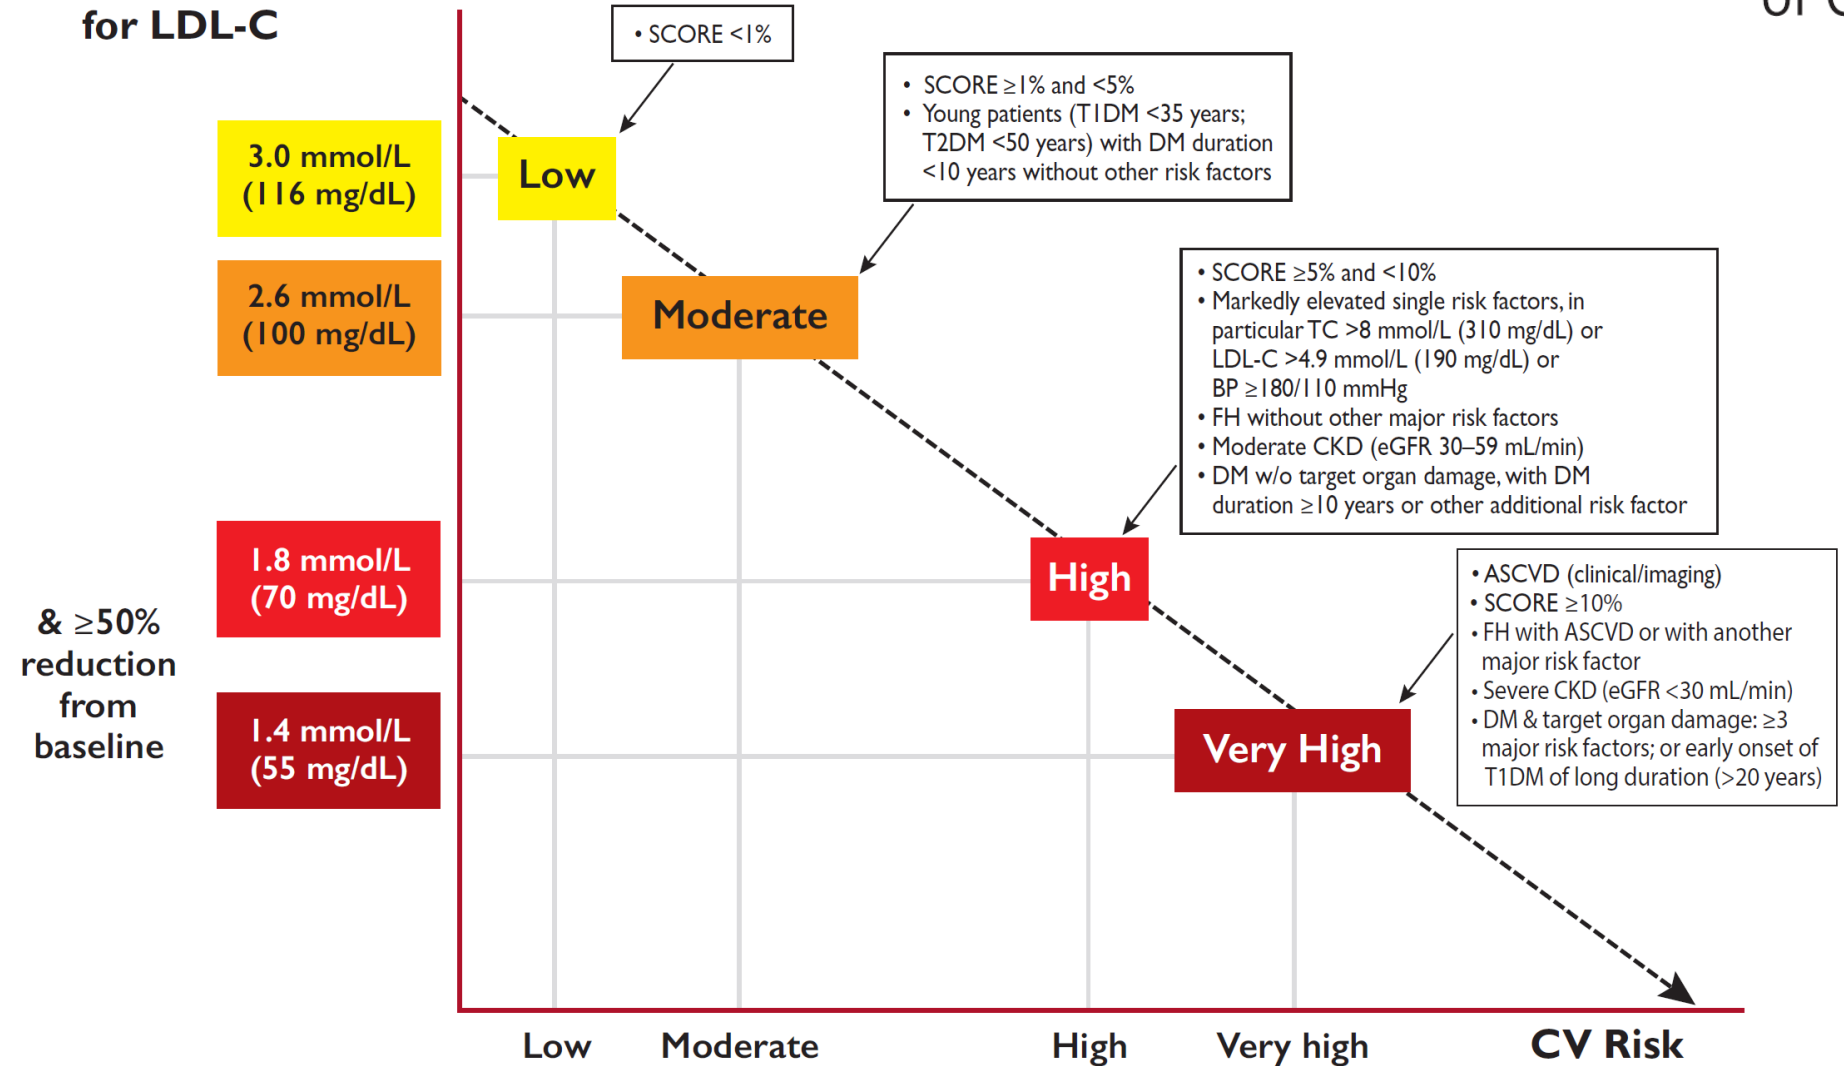 for LDL-C
• SCORE <1%
• SCORE ≥1% and <5%
• Young patients (T1DM <35 years;
T2DM <50 years) with DM duration
<10 years without other risk factors
3.0 mmol/L
(116 mg/dL)
Low
2.6 mmol/L
(100 mg/dL)
Moderate
• SCORE ≥5% and <10%
• Markedly elevated single risk factors, in
particular TC >8 mmol/L (310 mg/dL) or
LDL-C >4.9 mmol/L (190 mg/dL) or
BP ≥180/110 mmHg
• FH without other major risk factors
• Moderate CKD (eGFR 30–59 mL/min)
• DM w/o target organ damage, with DM
duration ≥10 years or other additional risk factor
1.8 mmol/L
(70 mg/dL)
High
• ASCVD (clinical/imaging)
• SCORE ≥10%
• FH with ASCVD or with another
major risk factor
• Severe CKD (eGFR <30 mL/min)
• DM & target organ damage: ≥3
major risk factors; or early onset of
T1DM of long duration (>20 years)
& ≥50%
reduction
from
baseline
1.4 mmol/L
(55 mg/dL)
Very High
Low
Moderate
High
Very high
CV Risk